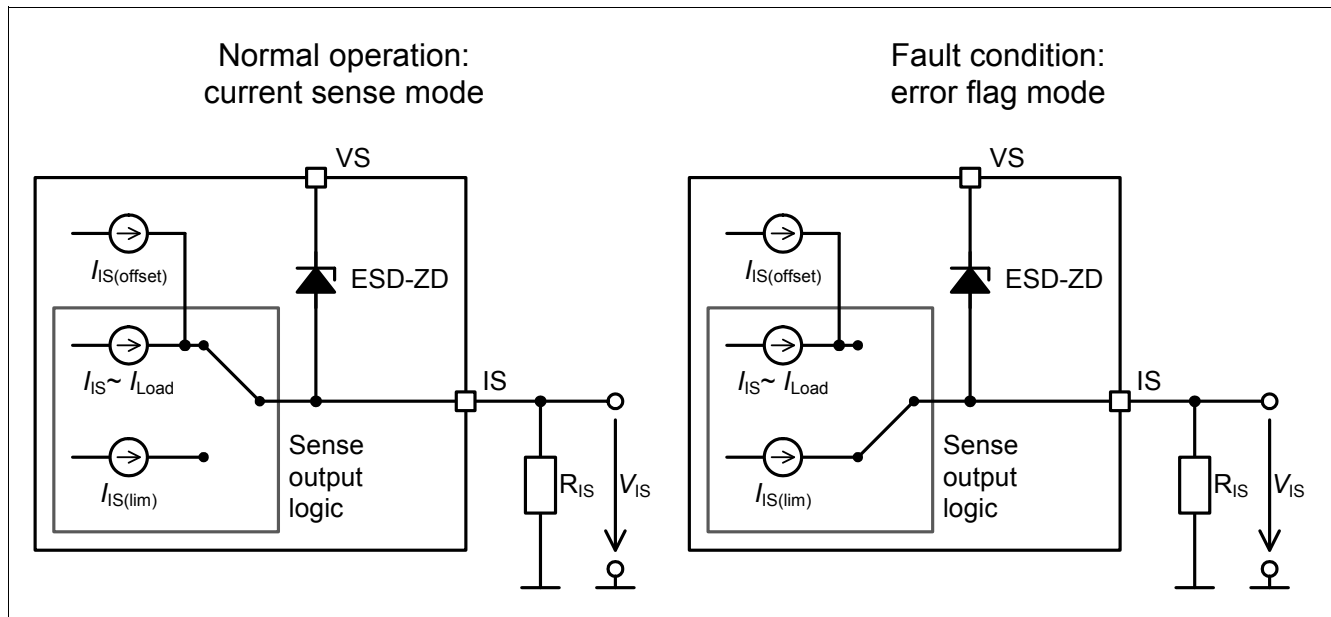 Normal operation:
current sense mode
VS
I_IS(offset)
ESD-ZD
I_IS~ I_Load
IS
Sense
output
logic
I_IS(lim)
R_IS
V_IS
Fault condition:
error flag mode
VS
I_IS(offset)
ESD-ZD
I_IS~ I_Load
IS
Sense
output
logic
I_IS(lim)
R_IS
V_IS